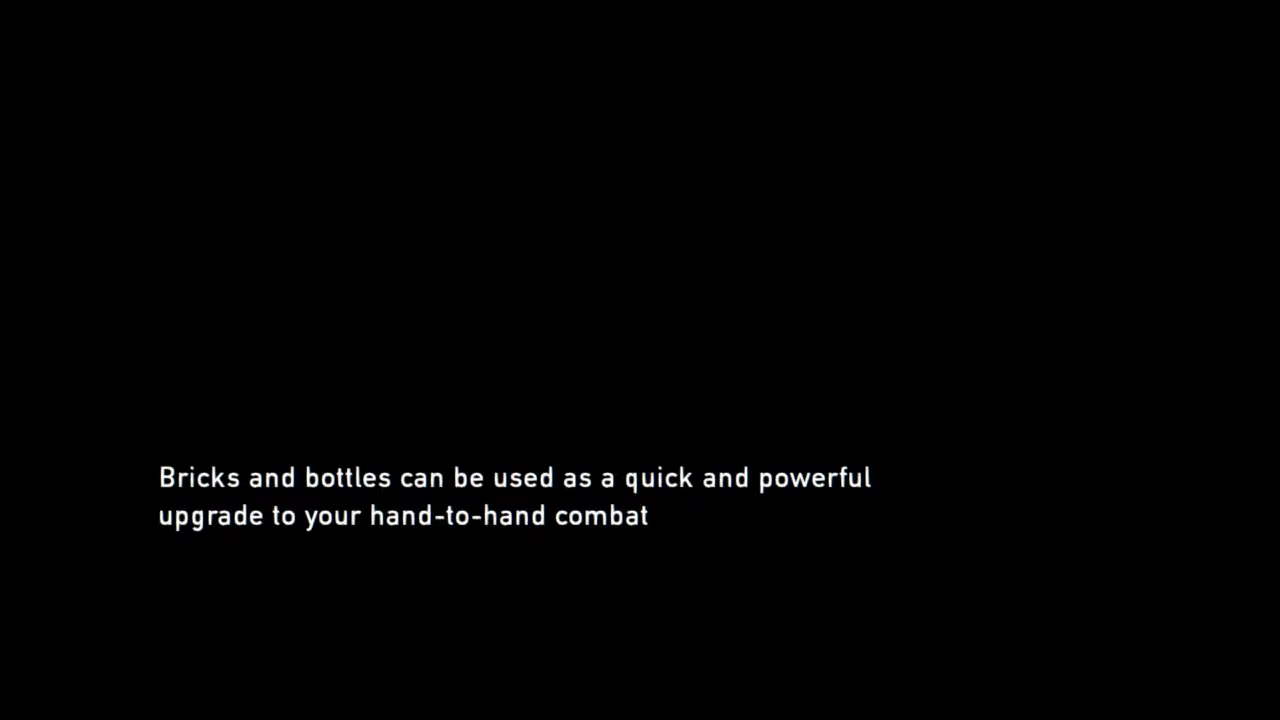 Bricks and bottles can be used as a quick and powerful
upgrade to your hand-to-hand combat